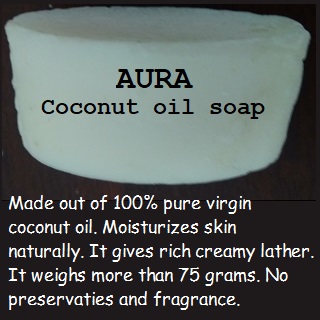 AURA
Coconut oil soap
Made out of 100% pure virgin
coconut oil. Moisturizes skin
naturally. It gives rich creamy lather.
It weighs more than 75 grams. No
preservaties and fragrance.